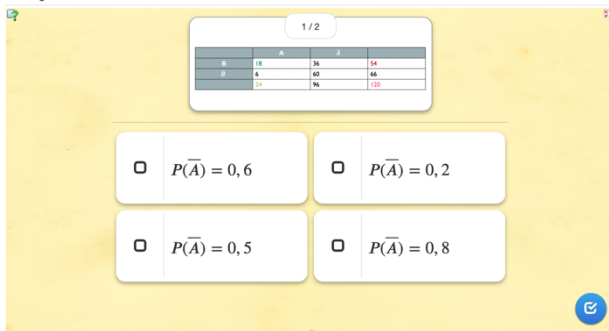 1 / 2
A Ā
B 18 36 54
B̄ 6 60 66
24 96 120
P(A̅) = 0, 6
P(A̅) = 0, 2
P(A̅) = 0, 5
P(A̅) = 0, 8